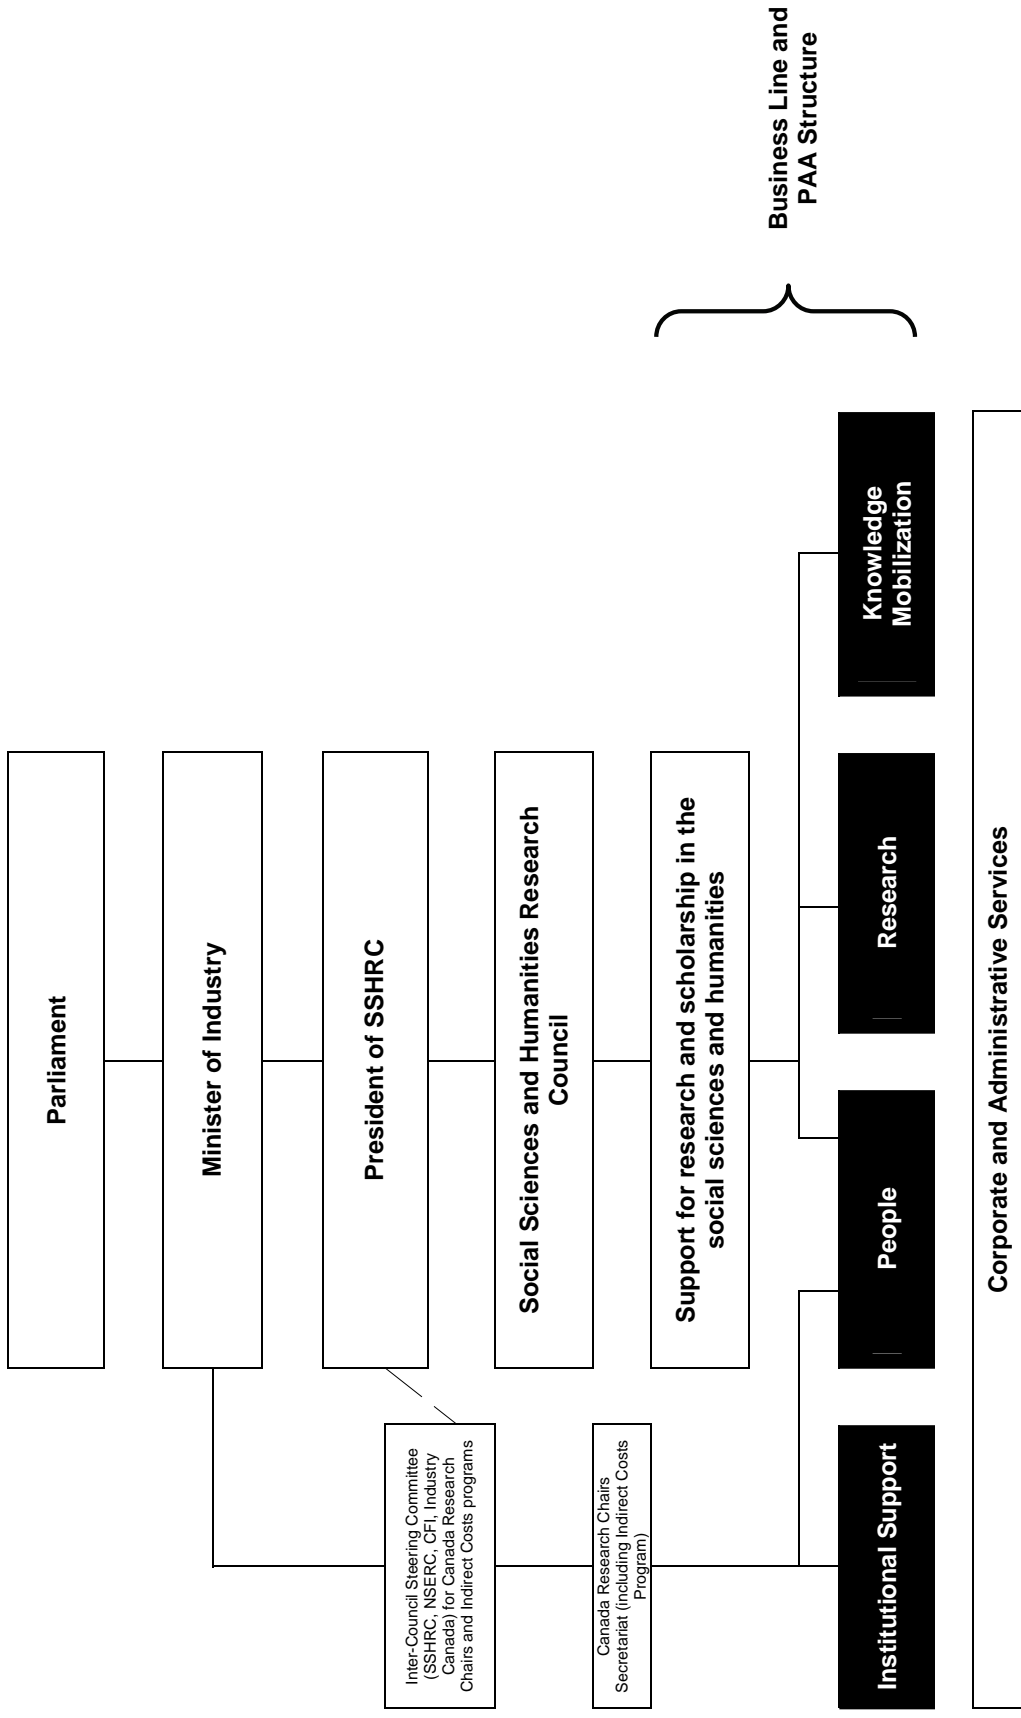 Parliament
Minister of Industry
President of SSHRC
Inter-Council Steering Committee
(SSHRC, NSERC, CFI, Industry
Canada) for Canada Research
Chairs and Indirect Costs programs
Social Sciences and Humanities Research
Council
Canada Research Chairs
Secretariat (including Indirect Costs
Program)
Support for research and scholarship in the
social sciences and humanities
Business Line and
PAA Structure
Institutional Support
People
Research
Knowledge
Mobilization
Corporate and Administrative Services